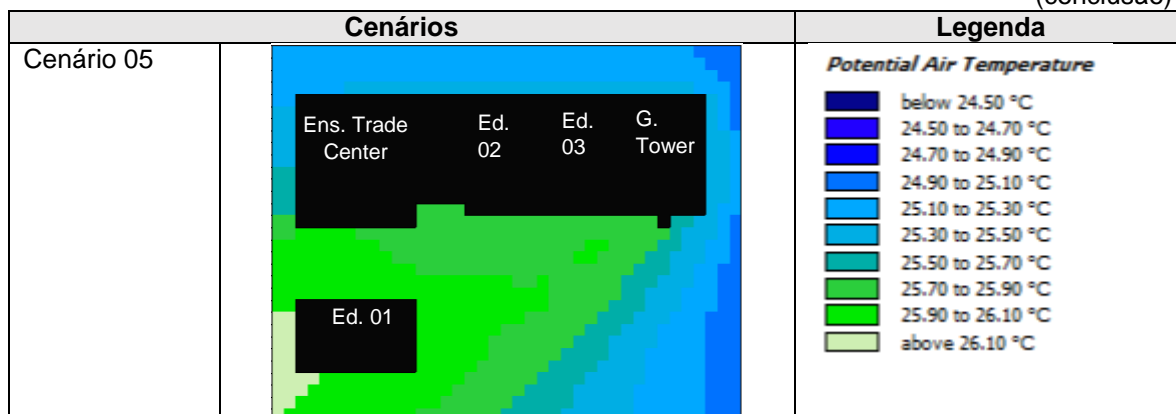 (conclusão)
Cenários Legenda
Cenário 05
Ens. Trade Center
Ed. 02
Ed. 03
G. Tower
Ed. 01
Potential Air Temperature
below 24.50 °C
24.50 to 24.70 °C
24.70 to 24.90 °C
24.90 to 25.10 °C
25.10 to 25.30 °C
25.30 to 25.50 °C
25.50 to 25.70 °C
25.70 to 25.90 °C
25.90 to 26.10 °C
above 26.10 °C